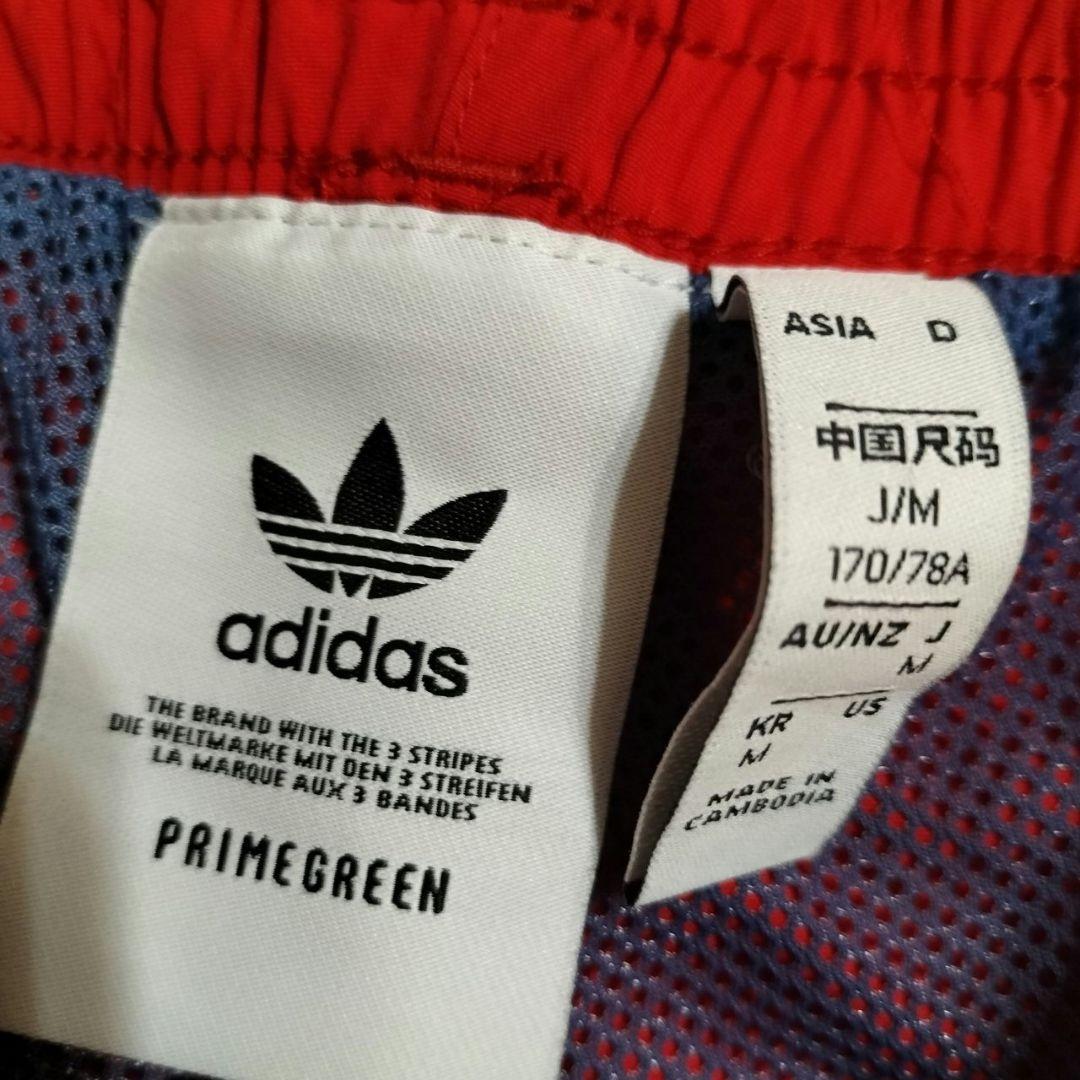 adidas
THE BRAND WITH THE 3 STRIPES
DIE WELTMARKE MIT DEN 3 STREIFEN
LA MARQUE AUX 3 BANDES
PRIMEGREEN
ASIA D
中国尺码
J/M
170/78A
AU/NZ J
M
KR US
M
MADE IN
CAMBODIA